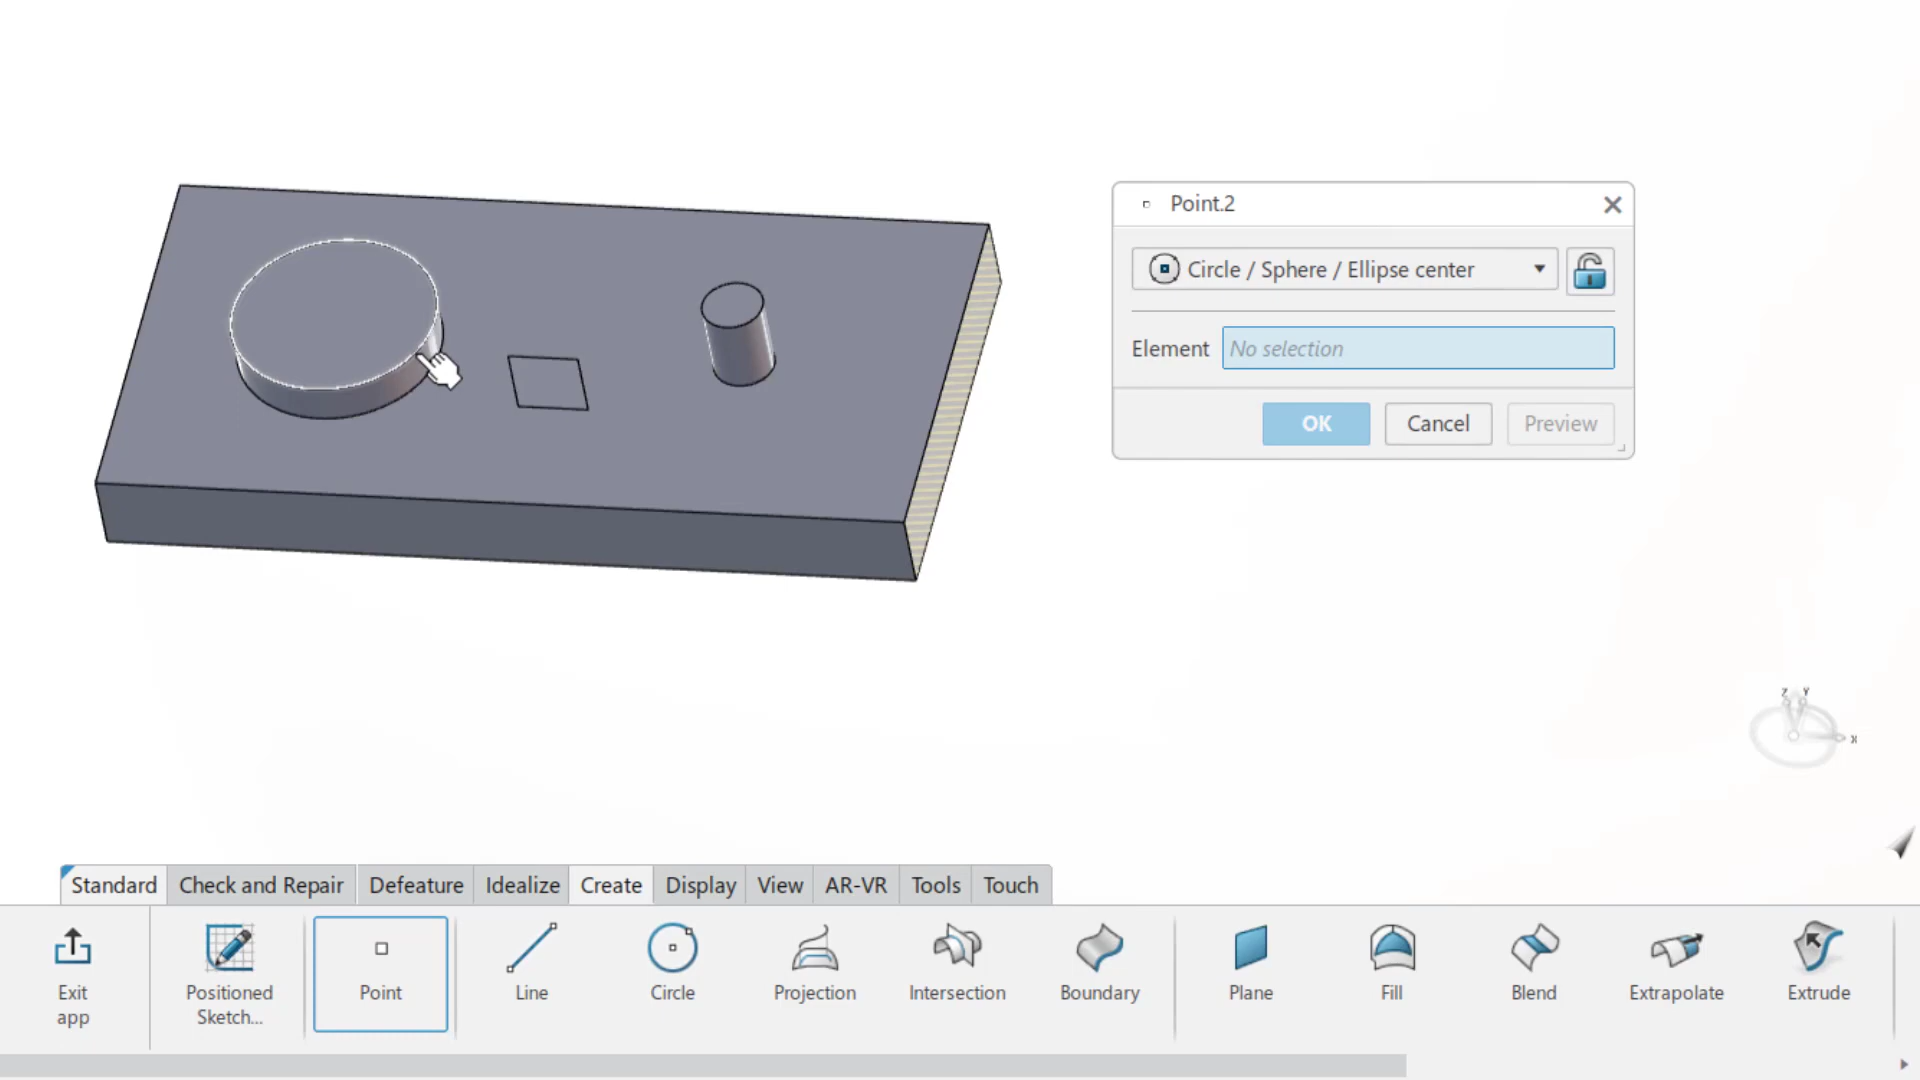 Point.2
Circle / Sphere / Ellipse center
Element No selection
OK Cancel Preview
Z Y
X
Standard Check and Repair Defeature Idealize Create Display View AR-VR Tools Touch
Exit app
Positioned Sketch...
Point
Line
Circle
Projection
Intersection
Boundary
Plane
Fill
Blend
Extrapolate
Extrude